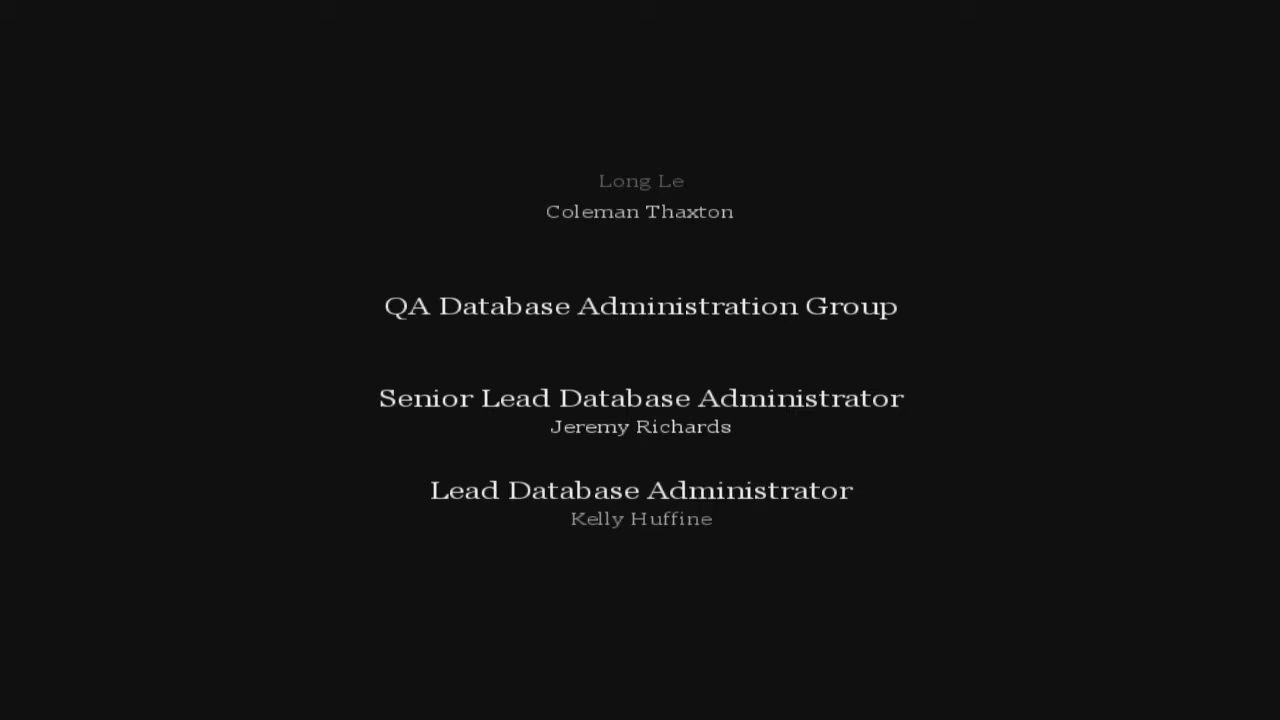 Long Le
Coleman Thaxton
QA Database Administration Group
Senior Lead Database Administrator
Jeremy Richards
Lead Database Administrator
Kelly Huffine